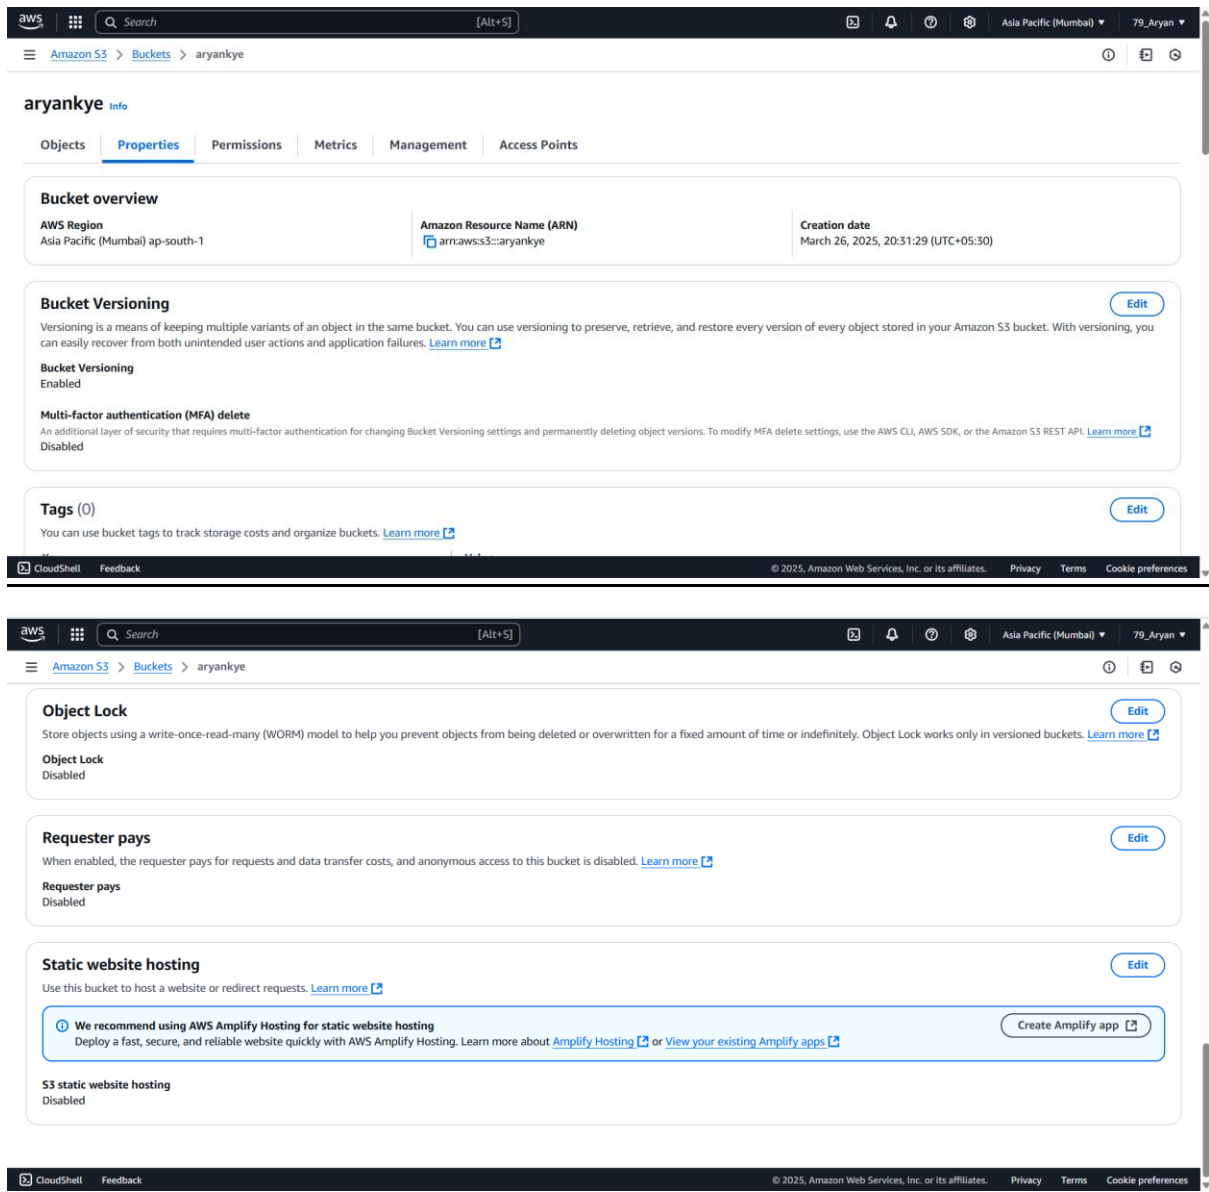 aws
Search [Alt+S] Asia Pacific (Mumbai) 79_Aryan
Amazon S3 > Buckets > aryankye
aryankye Info
Objects Properties Permissions Metrics Management Access Points
Bucket overview
AWS Region Amazon Resource Name (ARN) Creation date
Asia Pacific (Mumbai) ap-south-1 arn:aws:s3:::aryankye March 26, 2025, 20:31:29 (UTC+05:30)
Bucket Versioning Edit
Versioning is a means of keeping multiple variants of an object in the same bucket. You can use versioning to preserve, retrieve, and restore every version of every object stored in your Amazon S3 bucket. With versioning, you
can easily recover from both unintended user actions and application failures. Learn more
Bucket Versioning
Enabled
Multi-factor authentication (MFA) delete
An additional layer of security that requires multi-factor authentication for changing Bucket Versioning settings and permanently deleting object versions. To modify MFA delete settings, use the AWS CLI, AWS SDK, or the Amazon S3 REST API. Learn more
Disabled
Tags (0) Edit
You can use bucket tags to track storage costs and organize buckets. Learn more
CloudShell Feedback © 2025, Amazon Web Services, Inc. or its affiliates. Privacy Terms Cookie preferences
aws
Search [Alt+S] Asia Pacific (Mumbai) 79_Aryan
Amazon S3 > Buckets > aryankye
Object Lock Edit
Store objects using a write-once-read-many (WORM) model to help you prevent objects from being deleted or overwritten for a fixed amount of time or indefinitely. Object Lock works only in versioned buckets. Learn more
Object Lock
Disabled
Requester pays Edit
When enabled, the requester pays for requests and data transfer costs, and anonymous access to this bucket is disabled. Learn more
Requester pays
Disabled
Static website hosting Edit
Use this bucket to host a website or redirect requests. Learn more
We recommend using AWS Amplify Hosting for static website hosting Create Amplify app
Deploy a fast, secure, and reliable website quickly with AWS Amplify Hosting. Learn more about Amplify Hosting or View your existing Amplify apps
S3 static website hosting
Disabled
CloudShell Feedback © 2025, Amazon Web Services, Inc. or its affiliates. Privacy Terms Cookie preferences